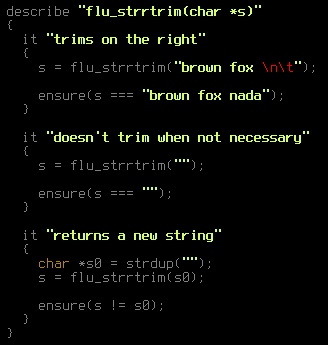 describe "flu_strrtrim(char *s)"
{
  it "trims on the right"
  {
    s = flu_strrtrim("brown fox \n\t");

    ensure(s === "brown fox nada");
  }

  it "doesn't trim when not necessary"
  {
    s = flu_strrtrim("");

    ensure(s === "");
  }

  it "returns a new string"
  {
    char *s0 = strdup("");
    s = flu_strrtrim(s0);

    ensure(s != s0);
  }
}